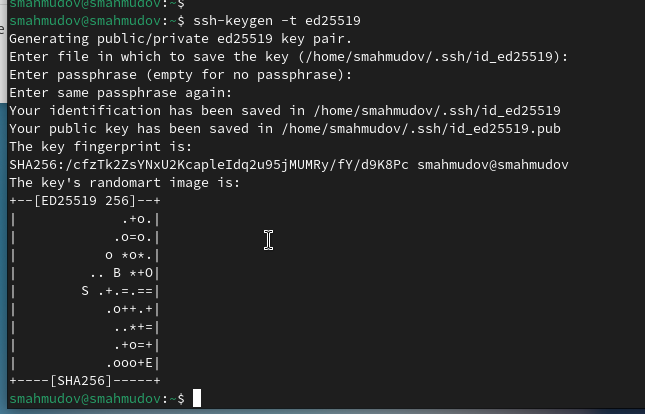 smahmudov@smahmudov:~$
smahmudov@smahmudov:~$ ssh-keygen -t ed25519
Generating public/private ed25519 key pair.
Enter file in which to save the key (/home/smahmudov/.ssh/id_ed25519):
Enter passphrase (empty for no passphrase):
Enter same passphrase again:
Your identification has been saved in /home/smahmudov/.ssh/id_ed25519
Your public key has been saved in /home/smahmudov/.ssh/id_ed25519.pub
The key fingerprint is:
SHA256:/cfzTk2ZsYNxU2KcapleIdq2u95jMUMRy/fY/d9K8Pc smahmudov@smahmudov
The key's randomart image is:
+--[ED25519 256]--+
|             .+o.|
|            .o=o.|
|           o *o*.|
|         .. B *+O|
|        S .+.=.==|
|           .o++.+|
|            ..*+=|
|            .+o=+|
|           .ooo+E|
+----[SHA256]-----+
smahmudov@smahmudov:~$